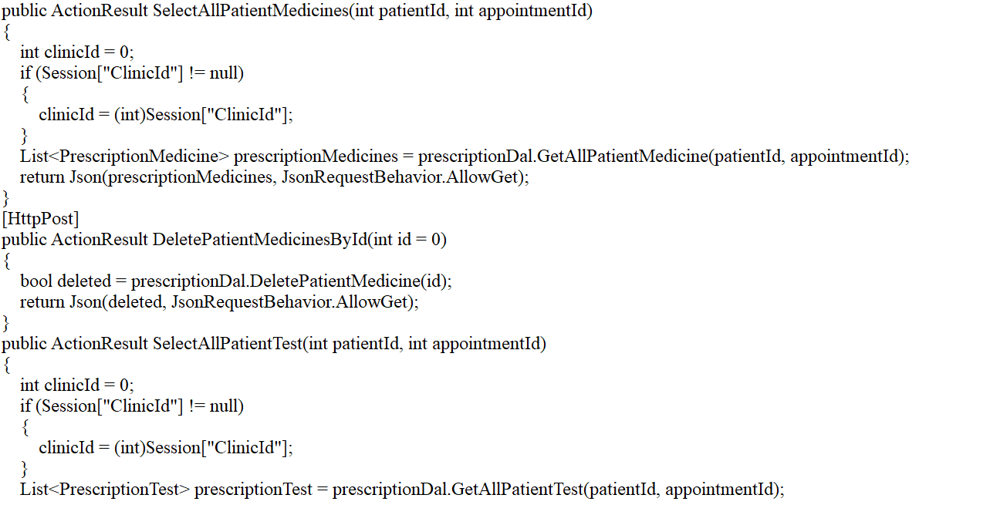 public ActionResult SelectAllPatientMedicines(int patientId, int appointmentId)
{
    int clinicId = 0;
    if (Session["ClinicId"] != null)
    {
        clinicId = (int)Session["ClinicId"];
    }
    List<PrescriptionMedicine> prescriptionMedicines = prescriptionDal.GetAllPatientMedicine(patientId, appointmentId);
    return Json(prescriptionMedicines, JsonRequestBehavior.AllowGet);
}
[HttpPost]
public ActionResult DeletePatientMedicinesById(int id = 0)
{
    bool deleted = prescriptionDal.DeletePatientMedicine(id);
    return Json(deleted, JsonRequestBehavior.AllowGet);
}
public ActionResult SelectAllPatientTest(int patientId, int appointmentId)
{
    int clinicId = 0;
    if (Session["ClinicId"] != null)
    {
        clinicId = (int)Session["ClinicId"];
    }
    List<PrescriptionTest> prescriptionTest = prescriptionDal.GetAllPatientTest(patientId, appointmentId);